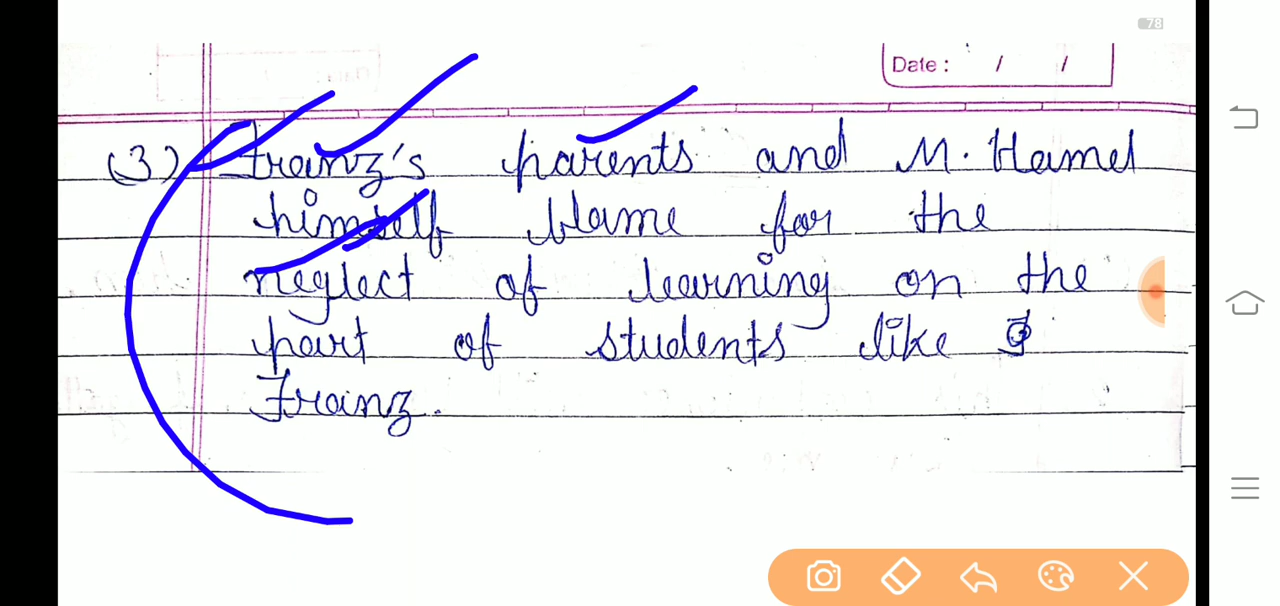 78
Date : / /
(3) Franz's parents and M. Hamel
himself blame for the
neglect of learning on the
part of students like
Franz.